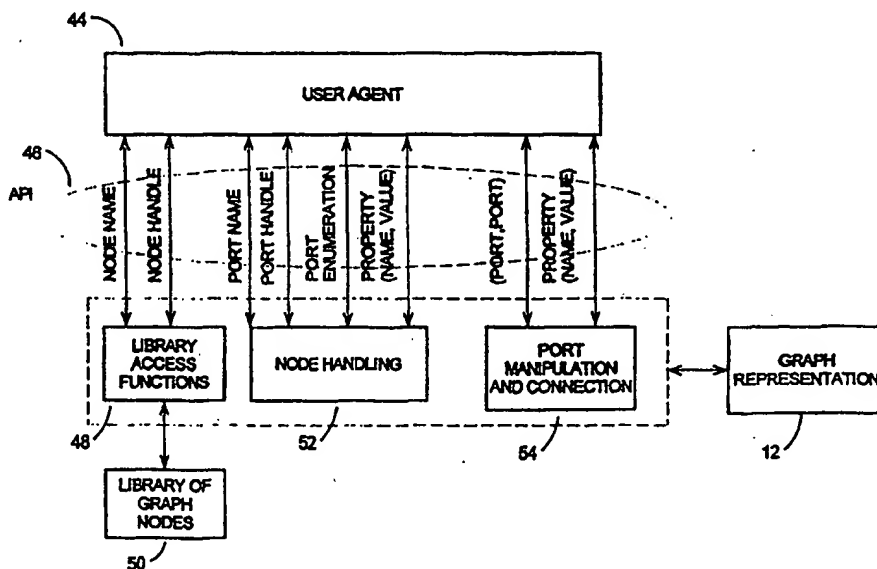 44
USER AGENT
48
API
NODE NAME
NODE HANDLE
PORT NAME
PORT HANDLE
PORT
ENUMERATION
PROPERTY
(NAME, VALUE)
(PORT,PORT)
PROPERTY
(NAME, VALUE)
LIBRARY
ACCESS
FUNCTIONS
NODE HANDLING
PORT
MANIPULATION
AND CONNECTION
GRAPH
REPRESENTATION
48
52
54
12
LIBRARY OF
GRAPH
NODES
50